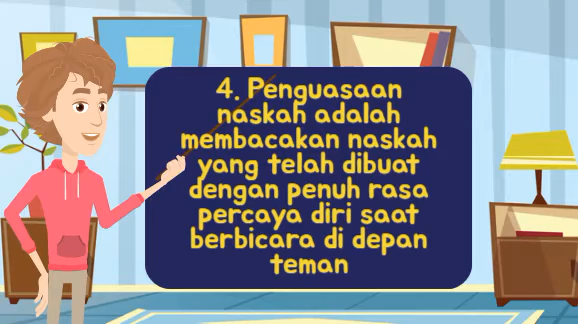 4. Penguasaan
naskah adalah
membacakan naskah
yang telah dibuat
dengan penuh rasa
percaya diri saat
berbicara di depan
teman